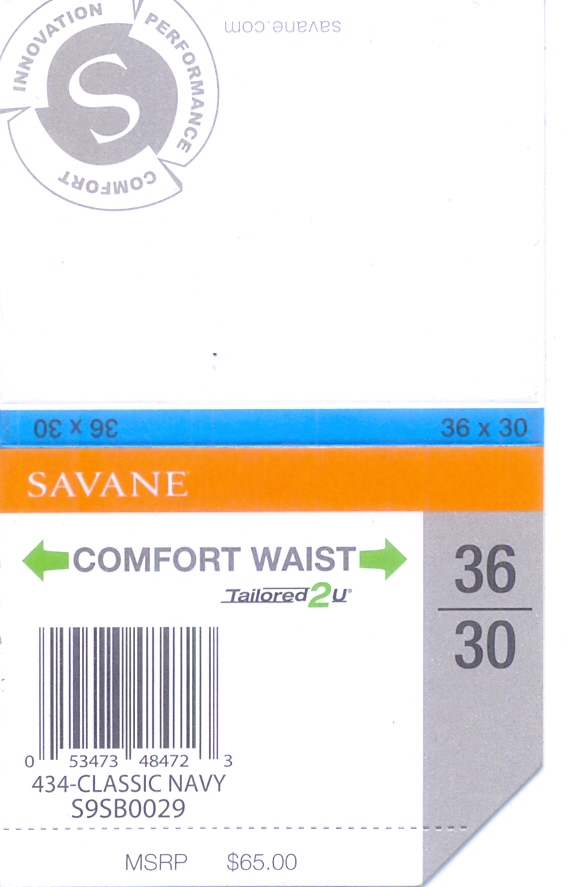 INNOVATION
PERFORMANCE
COMFORT
S
savane.com
36 x 30
36 x 30
SAVANE
COMFORT WAIST
Tailored2U®
36
30
0 53473 48472 3
434-CLASSIC NAVY
S9SB0029
MSRP $65.00